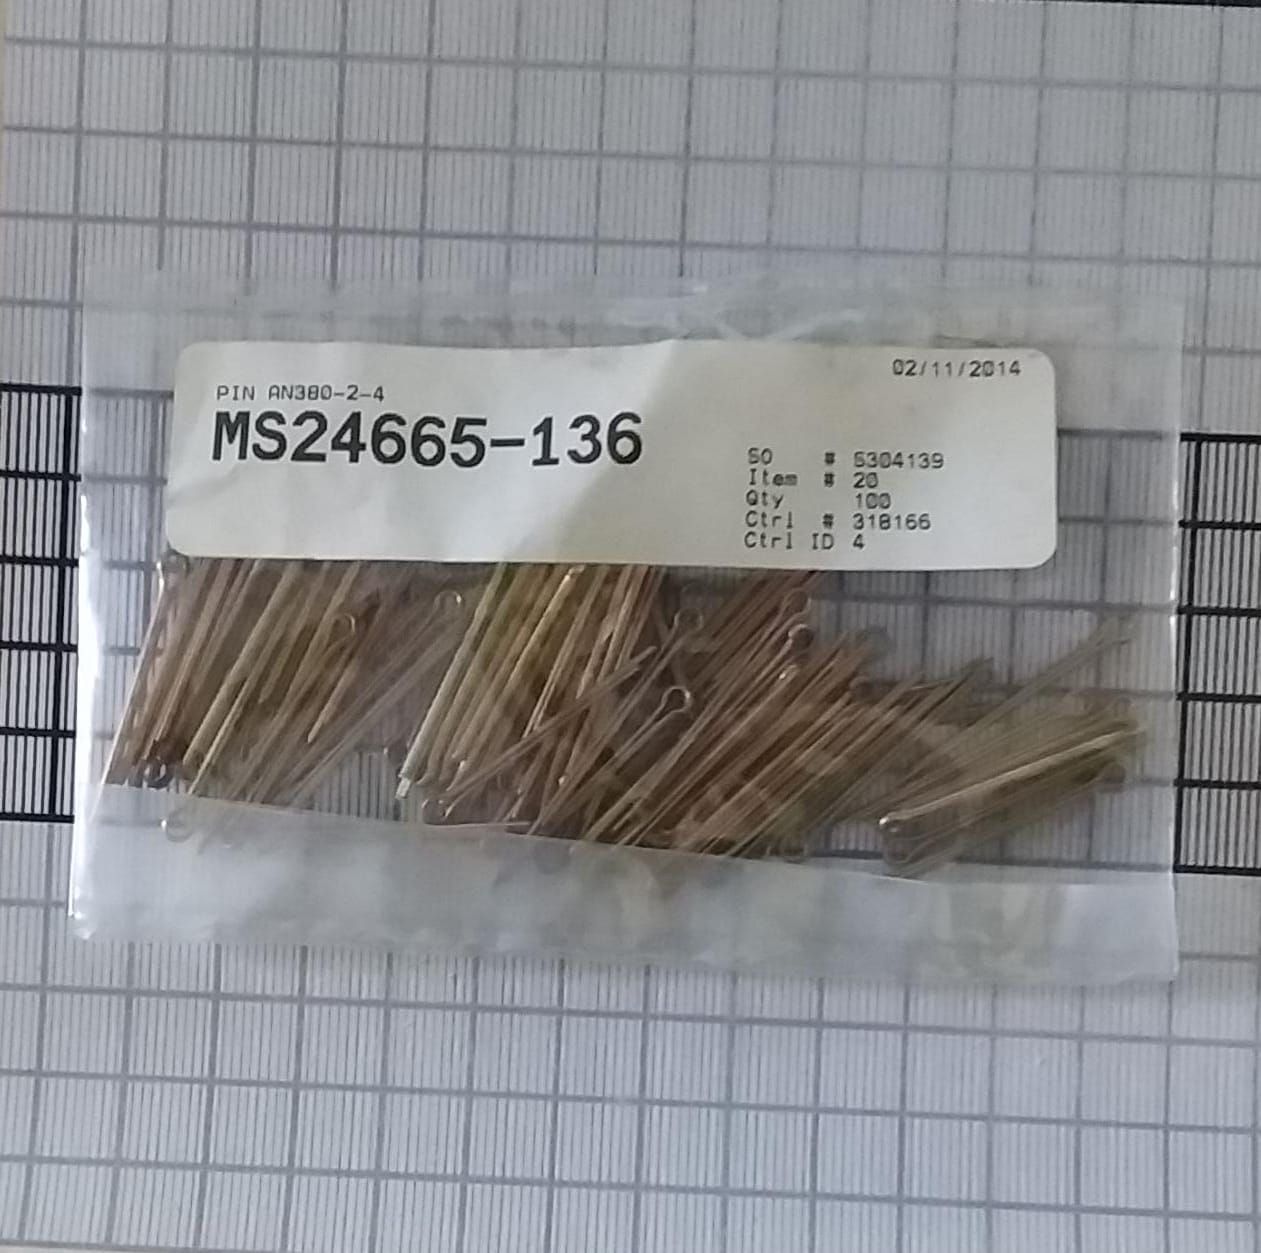 02/11/2014
PIN AN380-2-4
MS24665-136
SO # 5304139
Item # 20
Qty 100
Ctrl # 318166
Ctrl ID 4